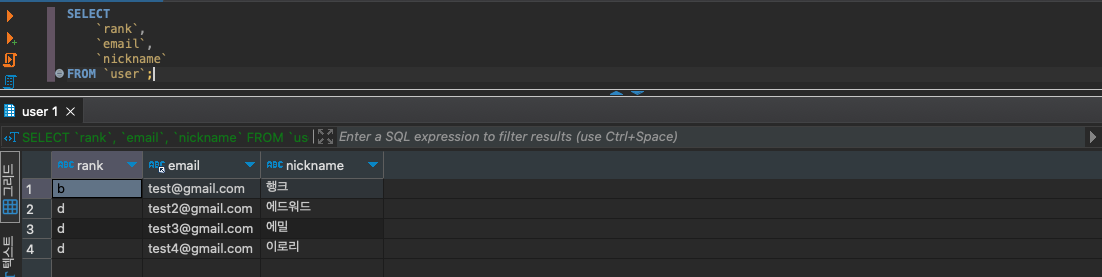 SELECT
`rank`,
`email`,
`nickname`
FROM `user`;
user 1
SELECT `rank`, `email`, `nickname` FROM `us
Enter a SQL expression to filter results (use Ctrl+Space)
그리드
텍스트
ABC rank ABC email ABC nickname
1 b test@gmail.com 행크
2 d test2@gmail.com 에드워드
3 d test3@gmail.com 에밀
4 d test4@gmail.com 이로리